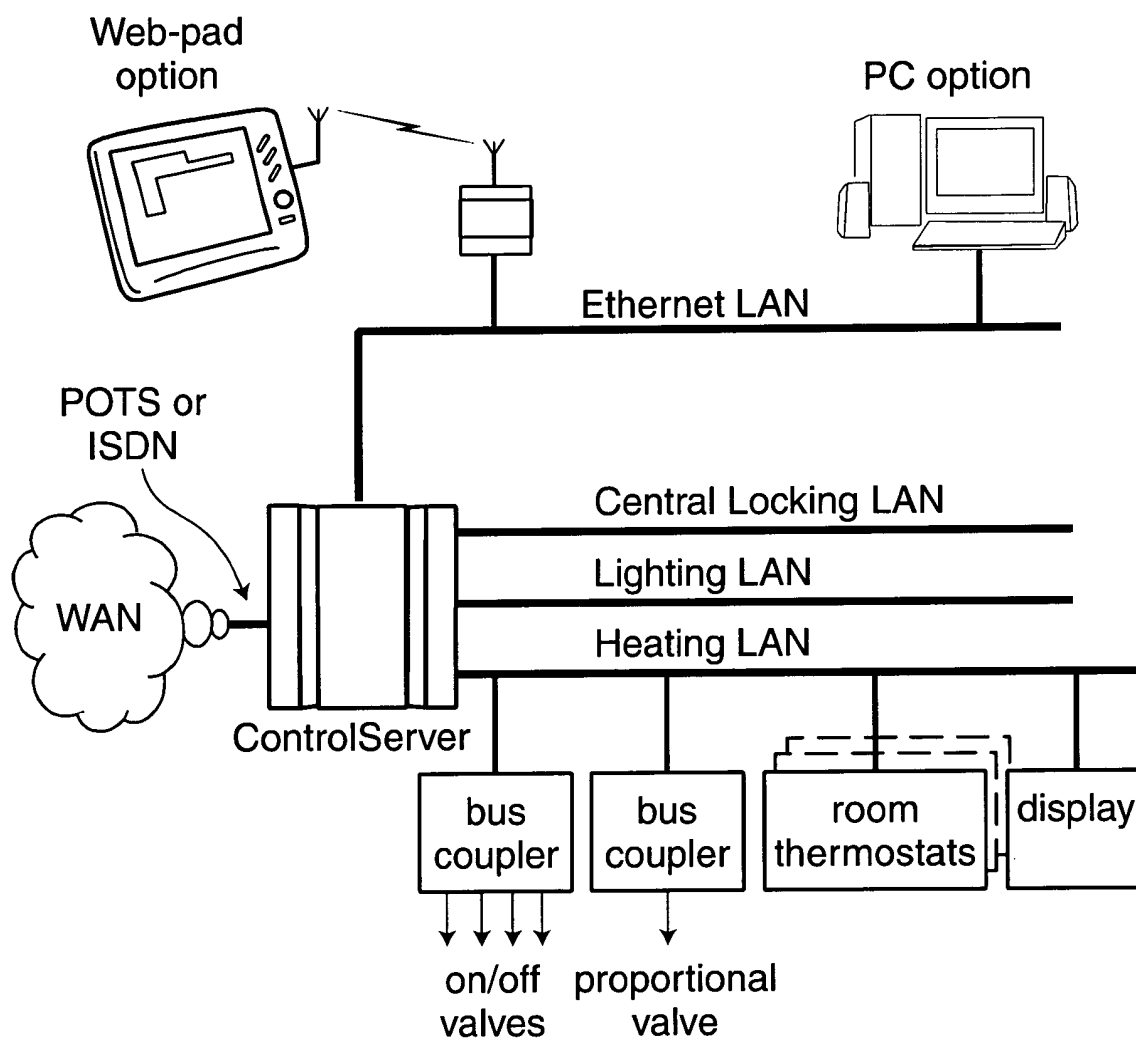 Web-pad
option
PC option
Ethernet LAN
POTS or
ISDN
Central Locking LAN
Lighting LAN
WAN
Heating LAN
ControlServer
bus
coupler
bus
coupler
room
thermostats
display
on/off
valves
proportional
valve